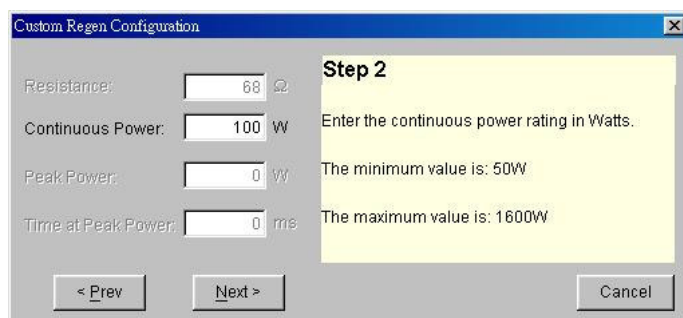 Custom Regen Configuration
Resistance: 68 Ω
Continuous Power: 100 W
Peak Power: 0 W
Time at Peak Power: 0 ms
Step 2
Enter the continuous power rating in Watts.
The minimum value is: 50W
The maximum value is: 1600W
< Prev
Next >
Cancel